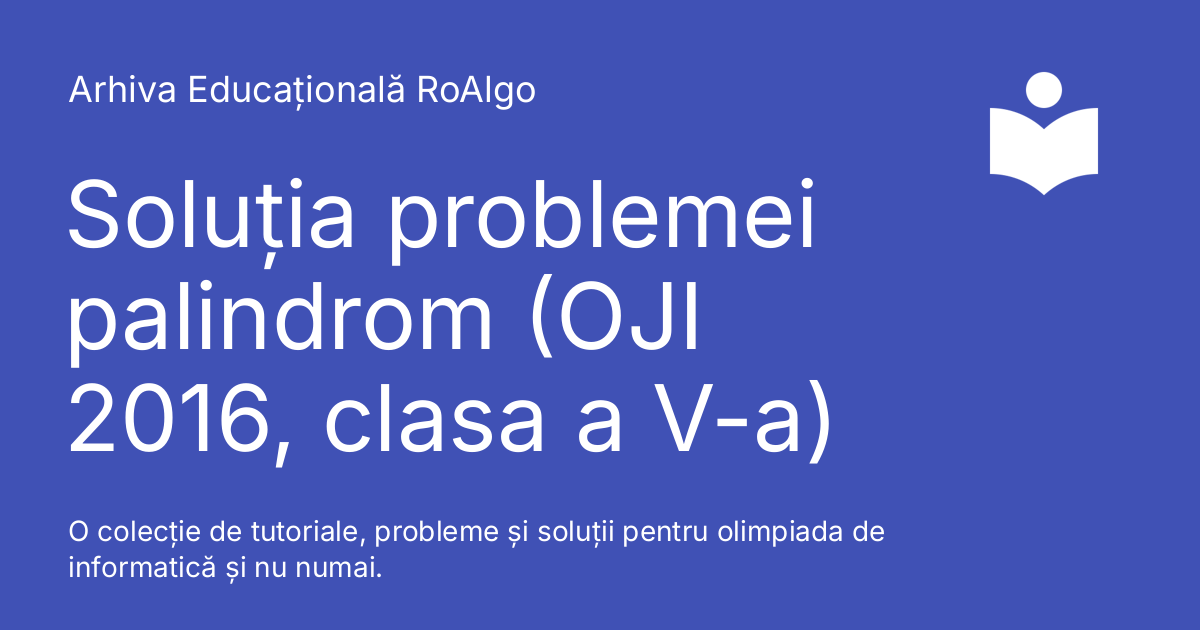 Arhiva Educațională RoAlgo
Soluția problemei
palindrom (OJI
2016, clasa a V-a)
O colecție de tutoriale, probleme și soluții pentru olimpiada de
informatică și nu numai.